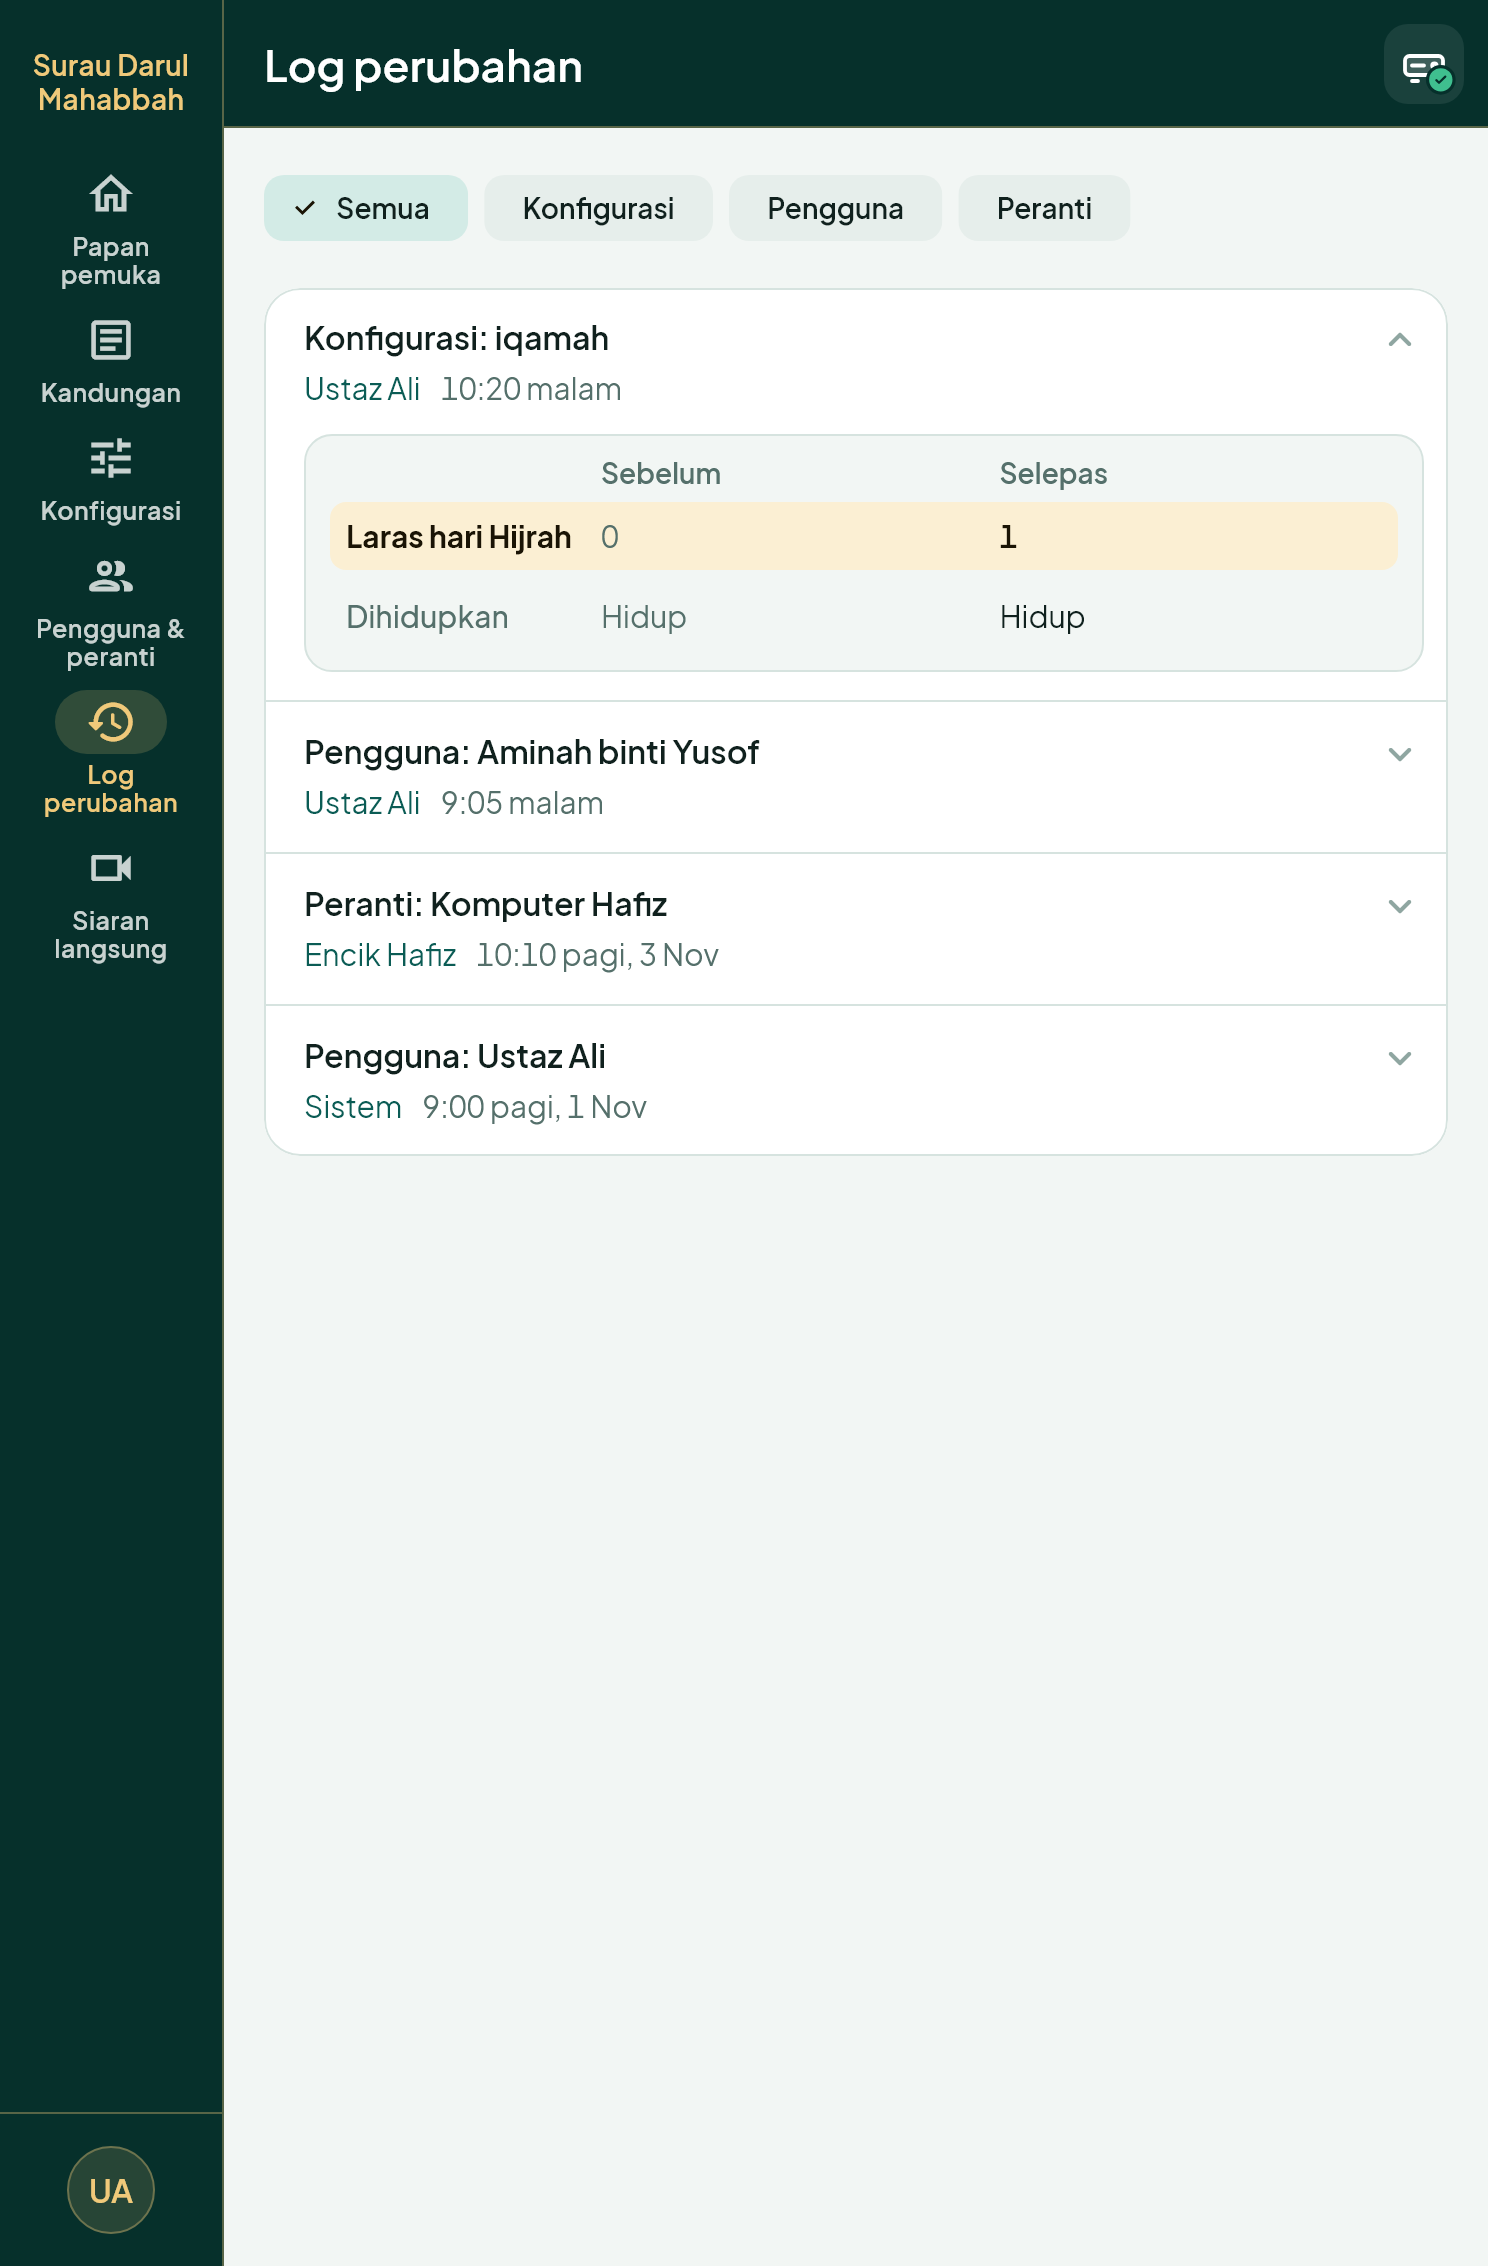 Surau Darul
Mahabbah
Papan
pemuka
Kandungan
Konfigurasi
Pengguna &
peranti
Log
perubahan
Siaran
langsung
UA
Log perubahan
Semua
Konfigurasi
Pengguna
Peranti
Konfigurasi: iqamah
Ustaz Ali 10:20 malam
Sebelum Selepas
Laras hari Hijrah 0 1
Dihidupkan Hidup Hidup
Pengguna: Aminah binti Yusof
Ustaz Ali 9:05 malam
Peranti: Komputer Hafiz
Encik Hafiz 10:10 pagi, 3 Nov
Pengguna: Ustaz Ali
Sistem 9:00 pagi, 1 Nov